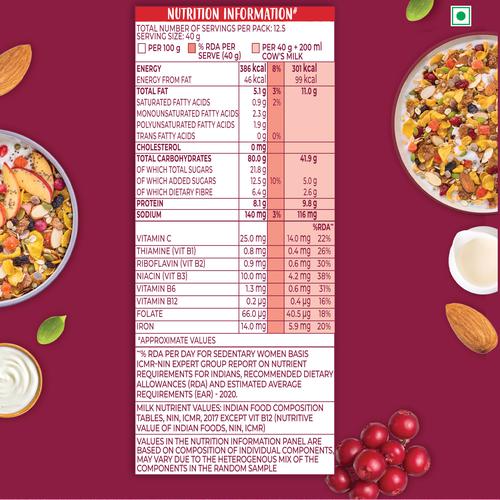 NUTRITION INFORMATION#
TOTAL NUMBER OF SERVINGS PER PACK: 12.5
SERVING SIZE: 40 g
PER 100 g % RDA PER SERVE (40 g) PER 40 g + 200 ml COW'S MILK
ENERGY 386 kcal 8% 301 kcal
ENERGY FROM FAT 46 kcal 99 kcal
TOTAL FAT 5.1 g 3% 11.0 g
SATURATED FATTY ACIDS 0.9 g 2%
MONOUNSATURATED FATTY ACIDS 2.3 g
POLYUNSATURATED FATTY ACIDS 1.9 g
TRANS FATTY ACIDS 0 g 0%
CHOLESTEROL 0 mg
TOTAL CARBOHYDRATES 80.0 g 41.9 g
OF WHICH TOTAL SUGARS 21.8 g
OF WHICH ADDED SUGARS 12.5 g 10% 5.0 g
OF WHICH DIETARY FIBRE 6.4 g 2.6 g
PROTEIN 8.1 g 9.8 g
SODIUM 140 mg 3% 116 mg
%RDA**
VITAMIN C 25.0 mg 14.0 mg 22%
THIAMINE (VIT B1) 0.8 mg 0.4 mg 26%
RIBOFLAVIN (VIT B2) 0.9 mg 0.6 mg 30%
NIACIN (VIT B3) 10.0 mg 4.2 mg 38%
VITAMIN B6 1.3 mg 0.6 mg 31%
VITAMIN B12 0.2 µg 0.4 µg 16%
FOLATE 66.0 µg 40.5 µg 18%
IRON 14.0 mg 5.9 mg 20%
#APPROXIMATE VALUES
**% RDA PER DAY FOR SEDENTARY WOMEN BASIS
ICMR-NIN EXPERT GROUP REPORT ON NUTRIENT
REQUIREMENTS FOR INDIANS, RECOMMENDED DIETARY
ALLOWANCES (RDA) AND ESTIMATED AVERAGE
REQUIREMENTS (EAR) - 2020.
MILK NUTRIENT VALUES: INDIAN FOOD COMPOSITION
TABLES, NIN, ICMR, 2017 EXCEPT VIT B12 (NUTRITIVE
VALUE OF INDIAN FOODS, NIN, ICMR)
VALUES IN THE NUTRITION INFORMATION PANEL ARE
BASED ON COMPOSITION OF INDIVIDUAL COMPONENTS,
MAY VARY DUE TO THE HETEROGENOUS MIX OF THE
COMPONENTS IN THE RANDOM SAMPLE